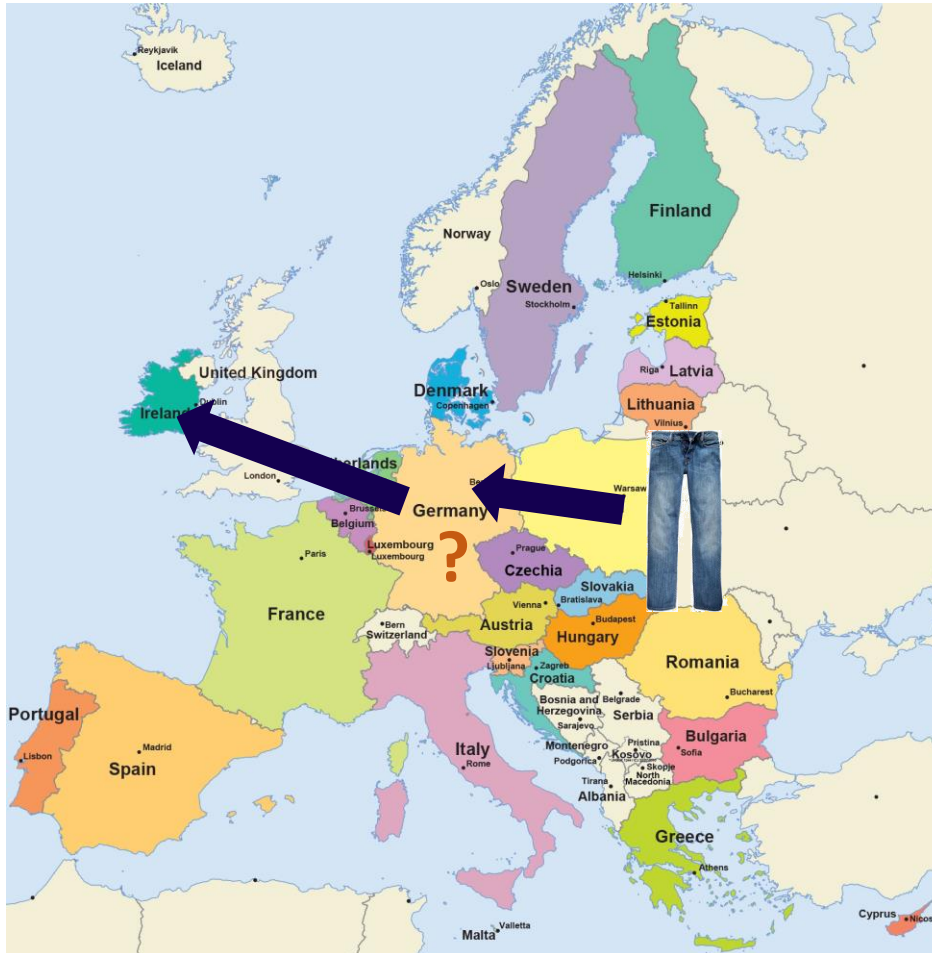 Reykjavik
Iceland
Norway
Oslo
Sweden
Stockholm
Finland
Helsinki
Tallinn
Estonia
Riga
Latvia
Lithuania
Vilnius
United Kingdom
Dublin
Ireland
London
Denmark
Copenhagen
Brussels
Belgium
Germany
Luxembourg
Luxembourg
?
Warsaw
Prague
Czechia
Slovakia
Bratislava
Vienna
Austria
Budapest
Hungary
Paris
France
Bern
Switzerland
Slovenia
Ljubljana
Zagreb
Croatia
Romania
Bucharest
Bosnia and
Herzegovina
Sarajevo
Belgrade
Serbia
Montenegro
Podgorica
Pristina
Kosovo
Skopje
North
Macedonia
Tirana
Albania
Bulgaria
Sofia
Portugal
Lisbon
Madrid
Spain
Italy
Rome
Greece
Athens
Malta
Valletta
Cyprus
Nicos